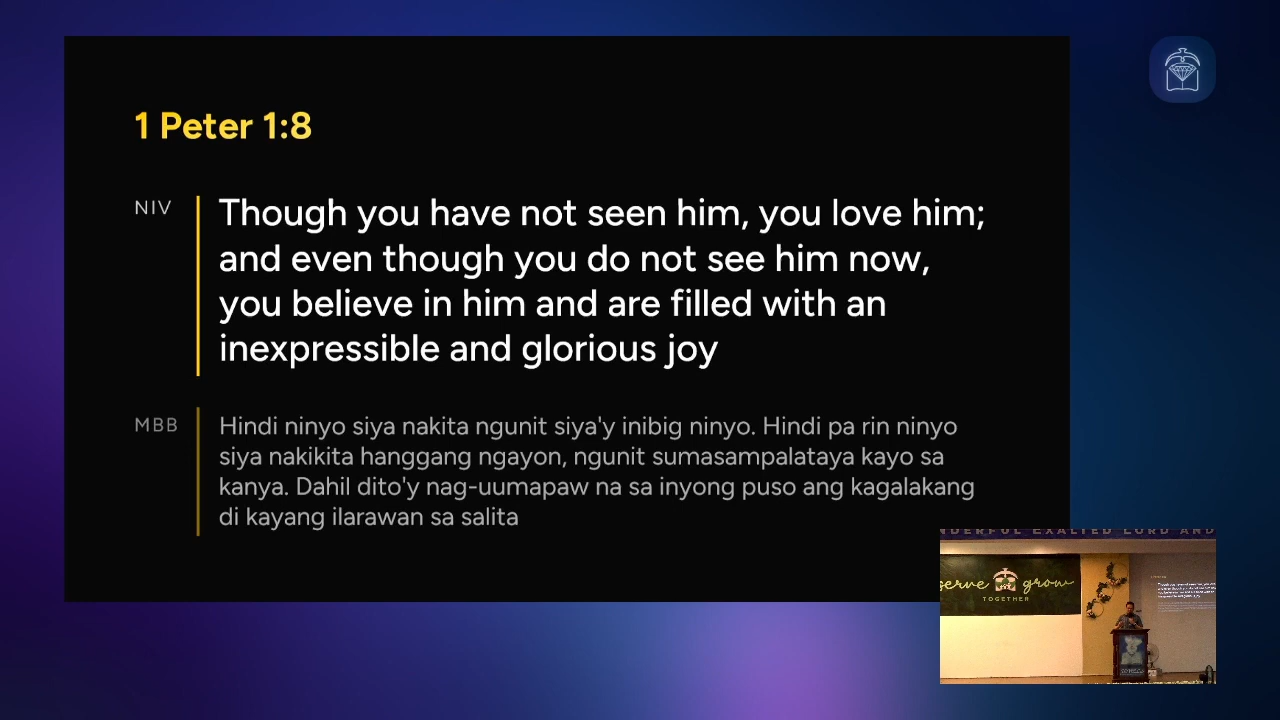 1 Peter 1:8
NIV
Though you have not seen him, you love him;
and even though you do not see him now,
you believe in him and are filled with an
inexpressible and glorious joy
MBB
Hindi ninyo siya nakita ngunit siya'y inibig ninyo. Hindi pa rin ninyo
siya nakikita hanggang ngayon, ngunit sumasampalataya kayo sa
kanya. Dahil dito'y nag-uumapaw na sa inyong puso ang kagalakang
di kayang ilarawan sa salita
EXALTED LORD AND
serve grow
TOGETHER